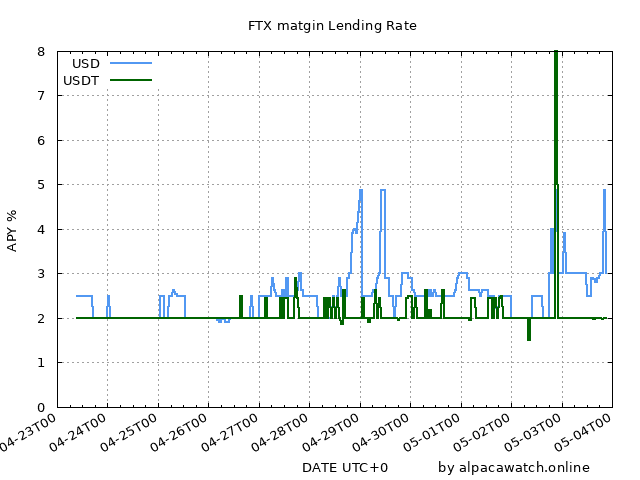 FTX matgin Lending Rate
USD
USDT
8
7
6
5
4
3
2
1
0
APY %
04-23T00
04-24T00
04-25T00
04-26T00
04-27T00
04-28T00
04-29T00
04-30T00
05-01T00
05-02T00
05-03T00
05-04T00
DATE UTC+0
by alpacawatch.online